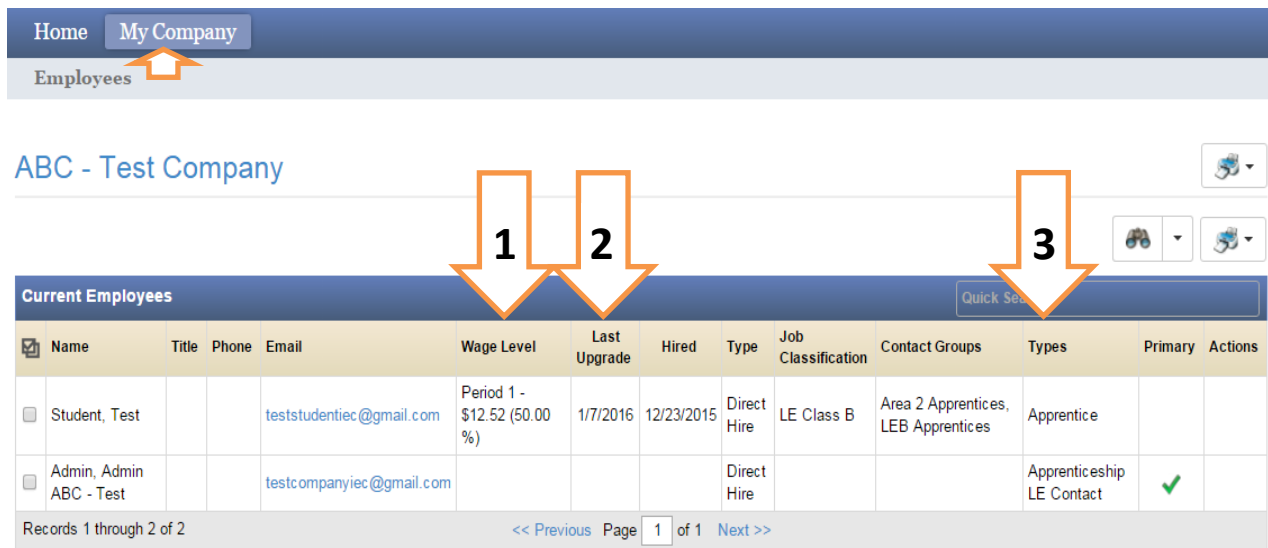 Home My Company
Employees
ABC - Test Company
1 2 3
Current Employees Quick Sea
Name Title Phone Email Wage Level Last Upgrade Hired Type Job Classification Contact Groups Types Primary Actions
Student, Test teststudentiec@gmail.com Period 1 - $12.52 (50.00 %) 1/7/2016 12/23/2015 Direct Hire LE Class B Area 2 Apprentices, LEB Apprentices Apprentice
Admin, Admin ABC - Test testcompanyiec@gmail.com Direct Hire Apprenticeship LE Contact
Records 1 through 2 of 2 << Previous Page 1 of 1 Next >>